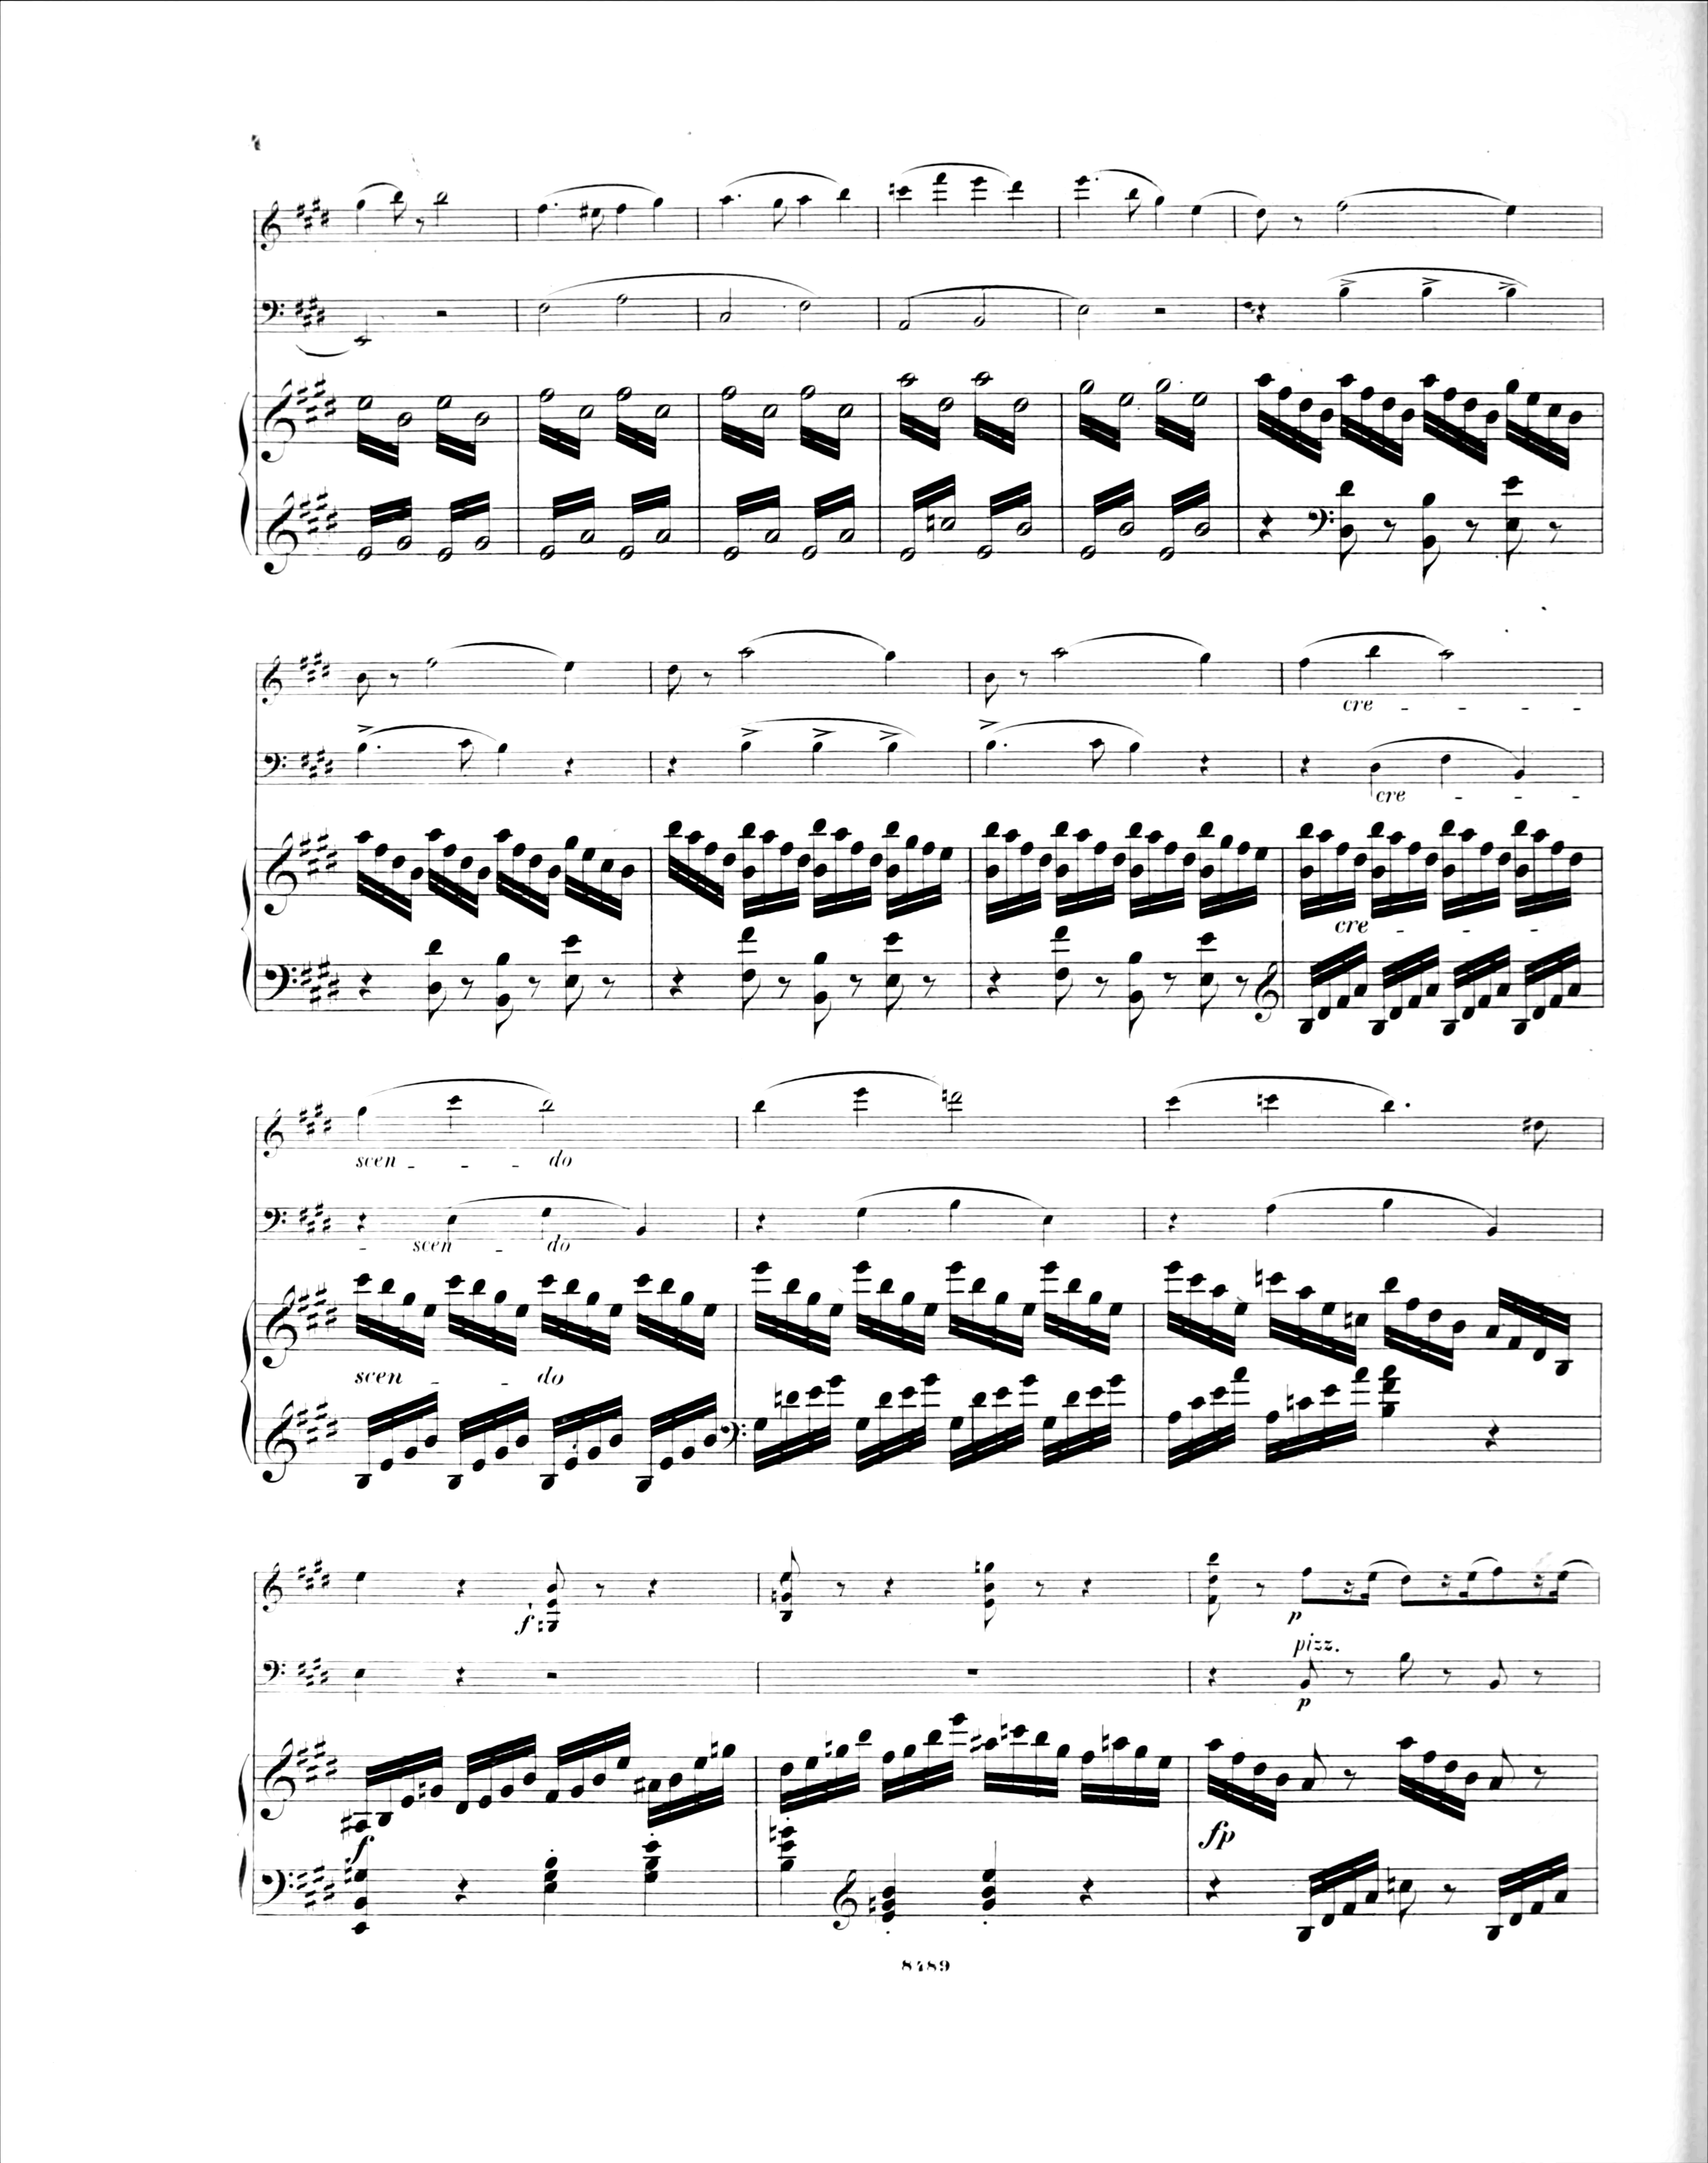 cre - - -
cre - - -
cre - - -
scen - - - do
- scen - do
scen - - do
f
p
pizz.
p
f
fp
8489